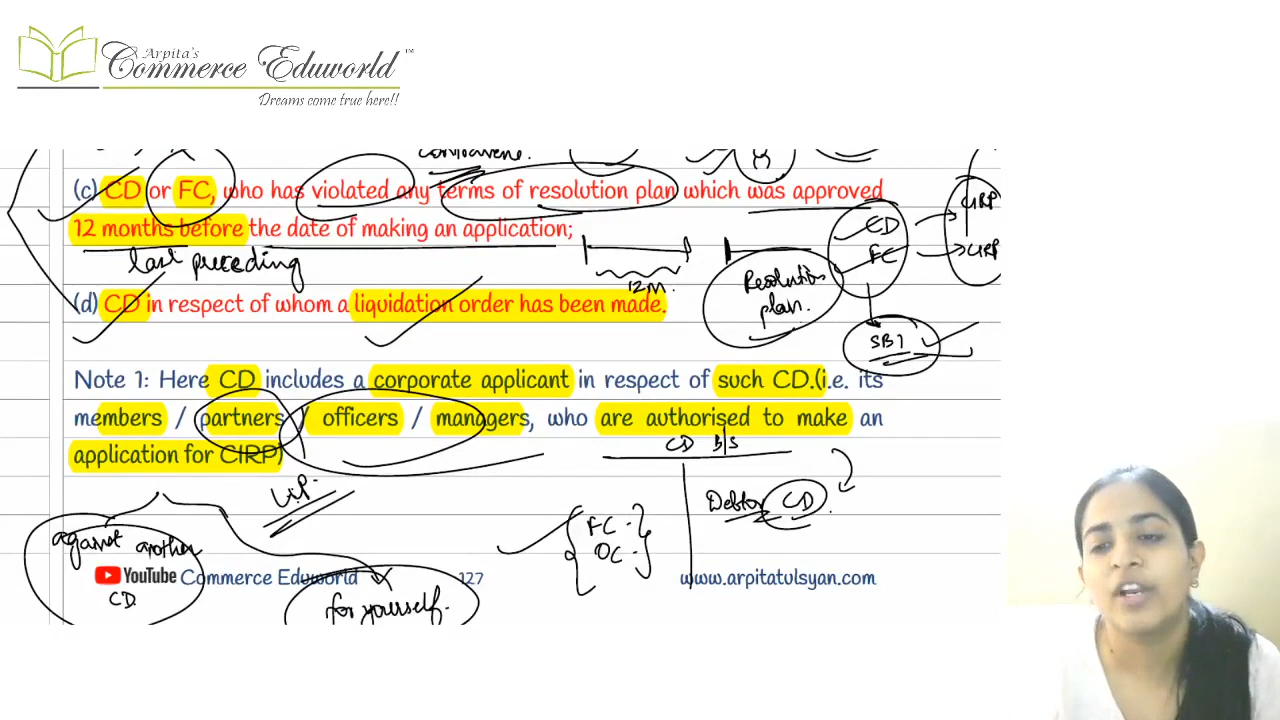 Arpita's
Commerce Eduworld™
Dreams come true here!!
contravene.
(c) CD or FC, who has violated any terms of resolution plan which was approved
12 months before the date of making an application;
last preceding
12M.
Resolution
plan.
CD
FC
CIRP
CIRP
SBI
(d) CD in respect of whom a liquidation order has been made.
Note 1: Here CD includes a corporate applicant in respect of such CD.(i.e. its
members / partners / officers / managers, who are authorised to make an
application for CIRP)
CD B/S
Debtor CD
FC
OC
against another
CD.
for yourself.
YouTube Commerce Eduworld
127
www.arpitatulsyan.com